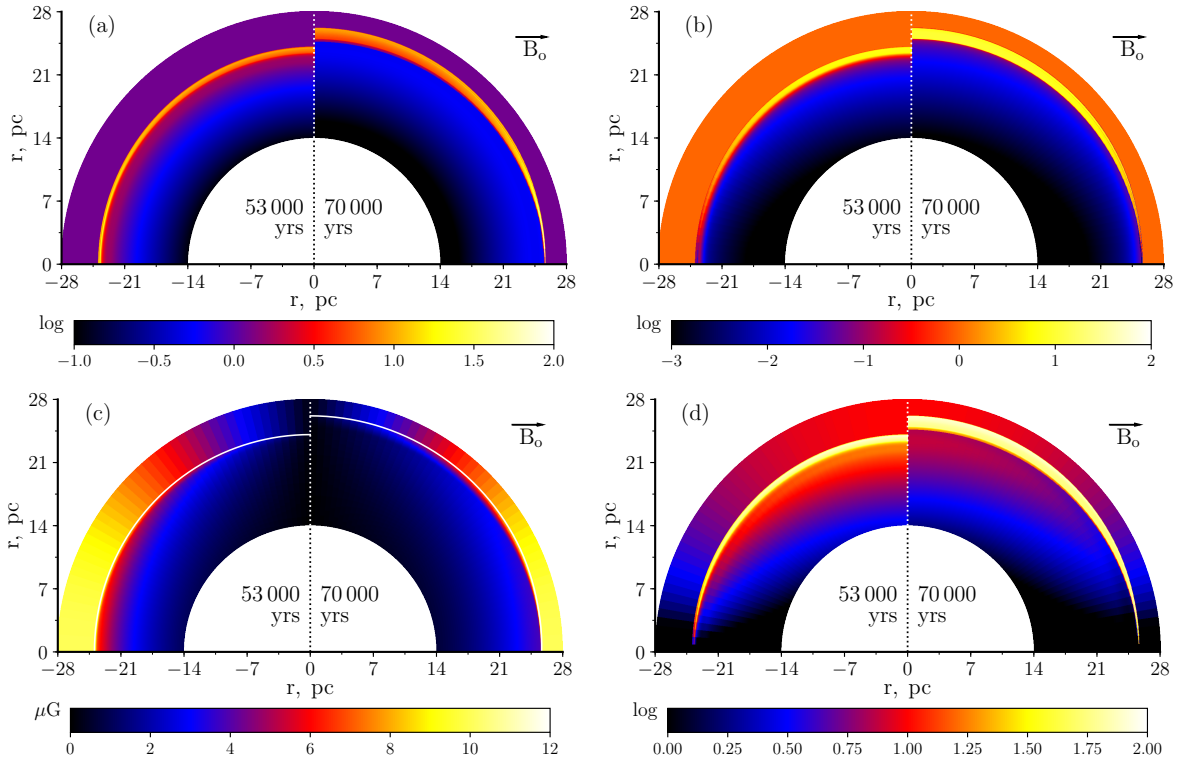 (a)
28
21
14
7
0
r, pc
B₀
53 000
yrs
70 000
yrs
−28 −21 −14 −7 0 7 14 21 28
r, pc
log
−1.0 −0.5 0.0 0.5 1.0 1.5 2.0
(b)
28
21
14
7
0
r, pc
B₀
53 000
yrs
70 000
yrs
−28 −21 −14 −7 0 7 14 21 28
r, pc
log
−3 −2 −1 0 1 2
(c)
28
21
14
7
0
r, pc
B₀
53 000
yrs
70 000
yrs
−28 −21 −14 −7 0 7 14 21 28
r, pc
μG
0 2 4 6 8 10 12
(d)
28
21
14
7
0
r, pc
B₀
53 000
yrs
70 000
yrs
−28 −21 −14 −7 0 7 14 21 28
r, pc
log
0.00 0.25 0.50 0.75 1.00 1.25 1.50 1.75 2.00